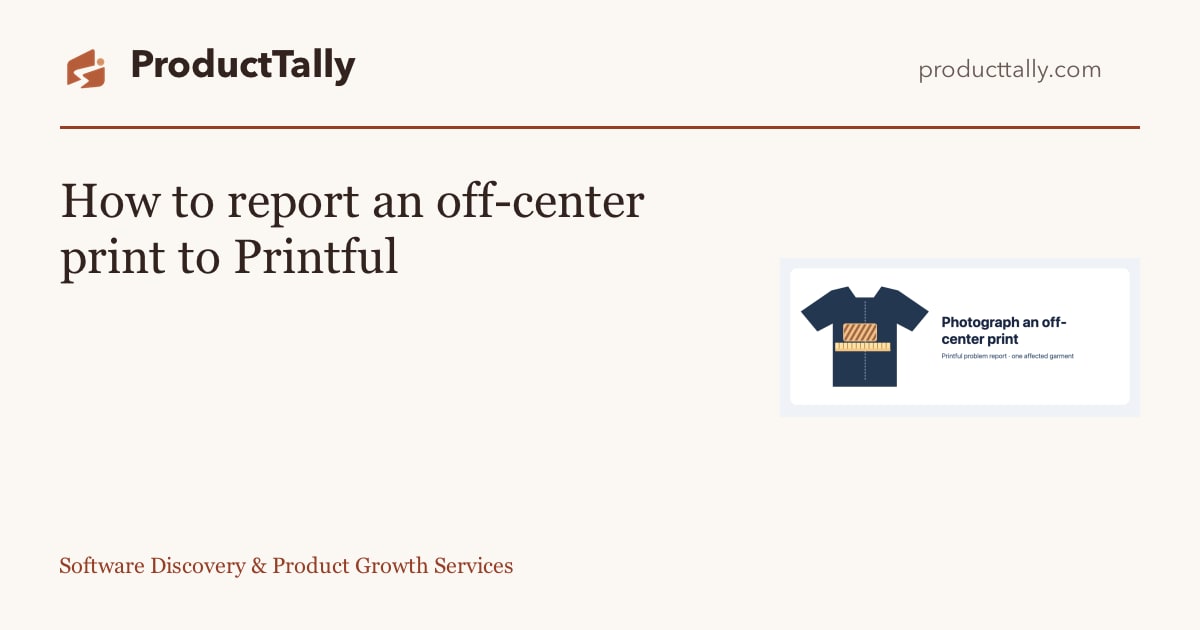 ProductTally
producttally.com
How to report an off-center
print to Printful
Photograph an off-
center print
Printful problem report · one affected garment
Software Discovery & Product Growth Services